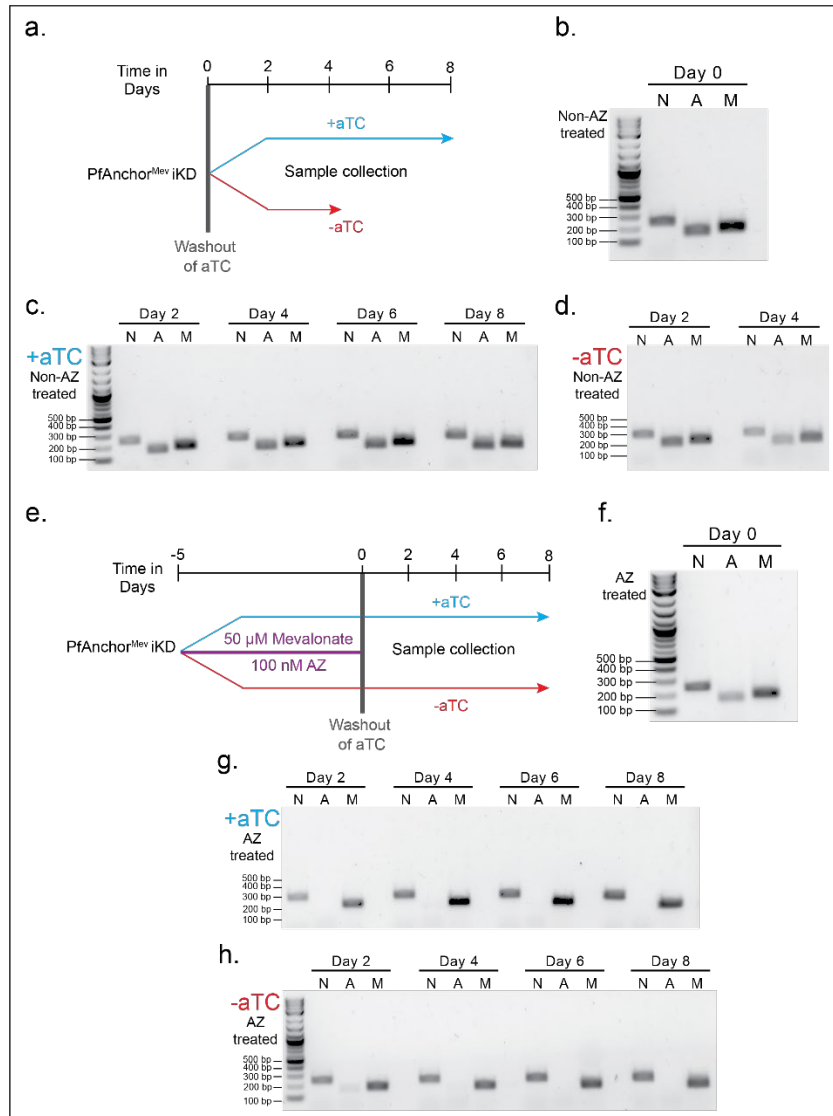 a.
0 2 4 6 8
Time in
Days
+aTC
PfAnchorMev iKD
Sample collection
-aTC
Washout
of aTC
b.
Day 0
N A M
Non-AZ
treated
500 bp
400 bp
300 bp
200 bp
100 bp
c.
Day 2 Day 4 Day 6 Day 8
N A M N A M N A M N A M
+aTC
Non-AZ
treated
500 bp
400 bp
300 bp
200 bp
100 bp
d.
Day 2 Day 4
N A M N A M
-aTC
Non-AZ
treated
500 bp
400 bp
300 bp
200 bp
100 bp
e.
-5 0 2 4 6 8
Time in
Days
+aTC
50 µM Mevalonate
PfAnchorMev iKD
Sample collection
100 nM AZ
-aTC
Washout
of aTC
f.
Day 0
N A M
AZ
treated
500 bp
400 bp
300 bp
200 bp
100 bp
g.
Day 2 Day 4 Day 6 Day 8
N A M N A M N A M N A M
+aTC
AZ
treated
500 bp
400 bp
300 bp
200 bp
100 bp
h.
Day 2 Day 4 Day 6 Day 8
N A M N A M N A M N A M
-aTC
AZ
treated
500 bp
400 bp
300 bp
200 bp
100 bp